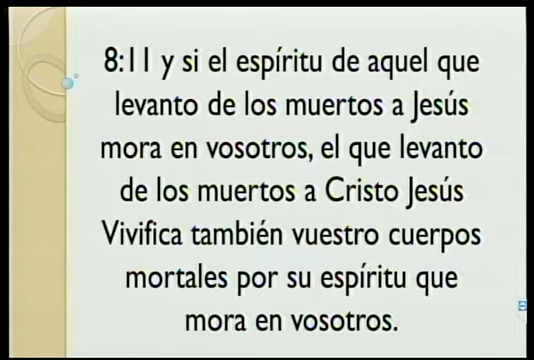 8:11 y si el espíritu de aquel que
levanto de los muertos a Jesús
mora en vosotros, el que levanto
de los muertos a Cristo Jesús
Vivifica también vuestro cuerpos
mortales por su espíritu que
mora en vosotros.